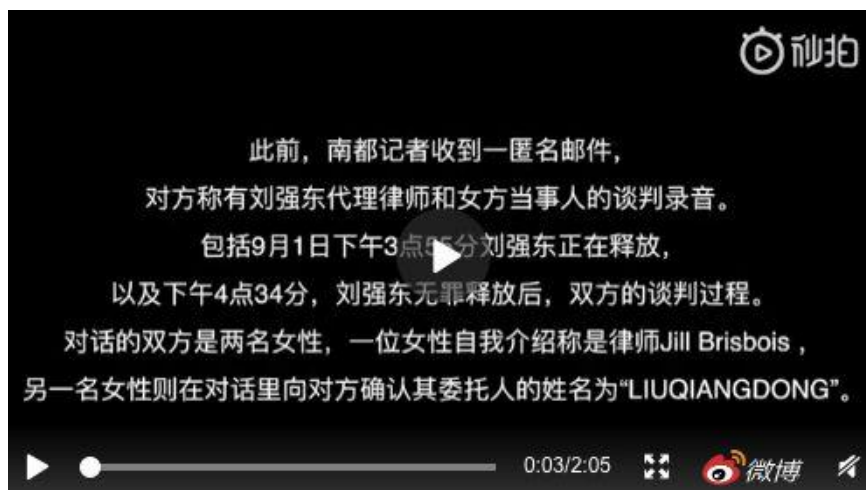 秒拍
此前，南都记者收到一匿名邮件，
对方称有刘强东代理律师和女方当事人的谈判录音。
包括9月1日下午3点55分刘强东正在释放，
以及下午4点34分，刘强东无罪释放后，双方的谈判过程。
对话的双方是两名女性，一位女性自我介绍称是律师Jill Brisbois，
另一名女性则在对话里向对方确认其委托人的姓名为“LIUQIANGDONG”。
0:03/2:05
微博